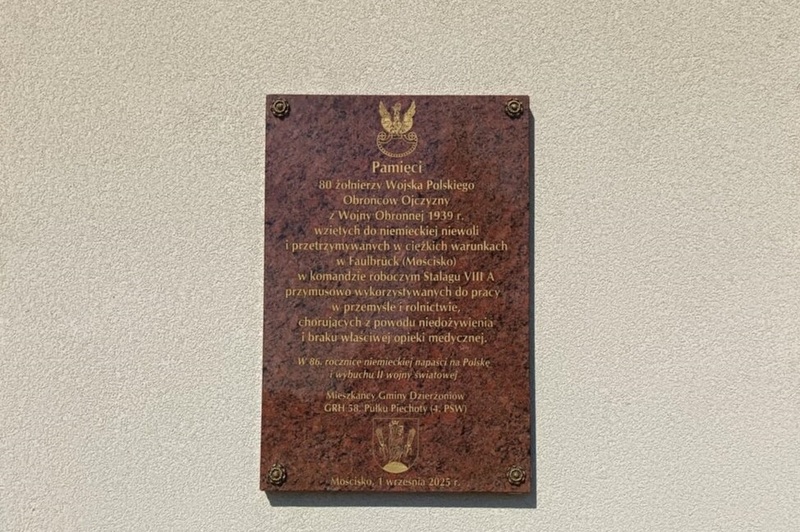 Pamięci
80 żołnierzy Wojska Polskiego
Obrońców Ojczyzny
z Wojny Obronnej 1939 r.
wziętych do niemieckiej niewoli
i przetrzymywanych w ciężkich warunkach
w Faulbrück (Mościsko)
w komandzie roboczym Stalagu VIII A
przymusowo wykorzystywanych do pracy
w przemyśle i rolnictwie,
chorujących z powodu niedożywienia
i braku właściwej opieki medycznej.
W 86. rocznicę niemieckiej napaści na Polskę
i wybuchu II wojny światowej
Mieszkańcy Gminy Dzierżoniów
GRH 58. Pułku Piechoty (4. PSW)
Mościsko, 1 września 2025 r.